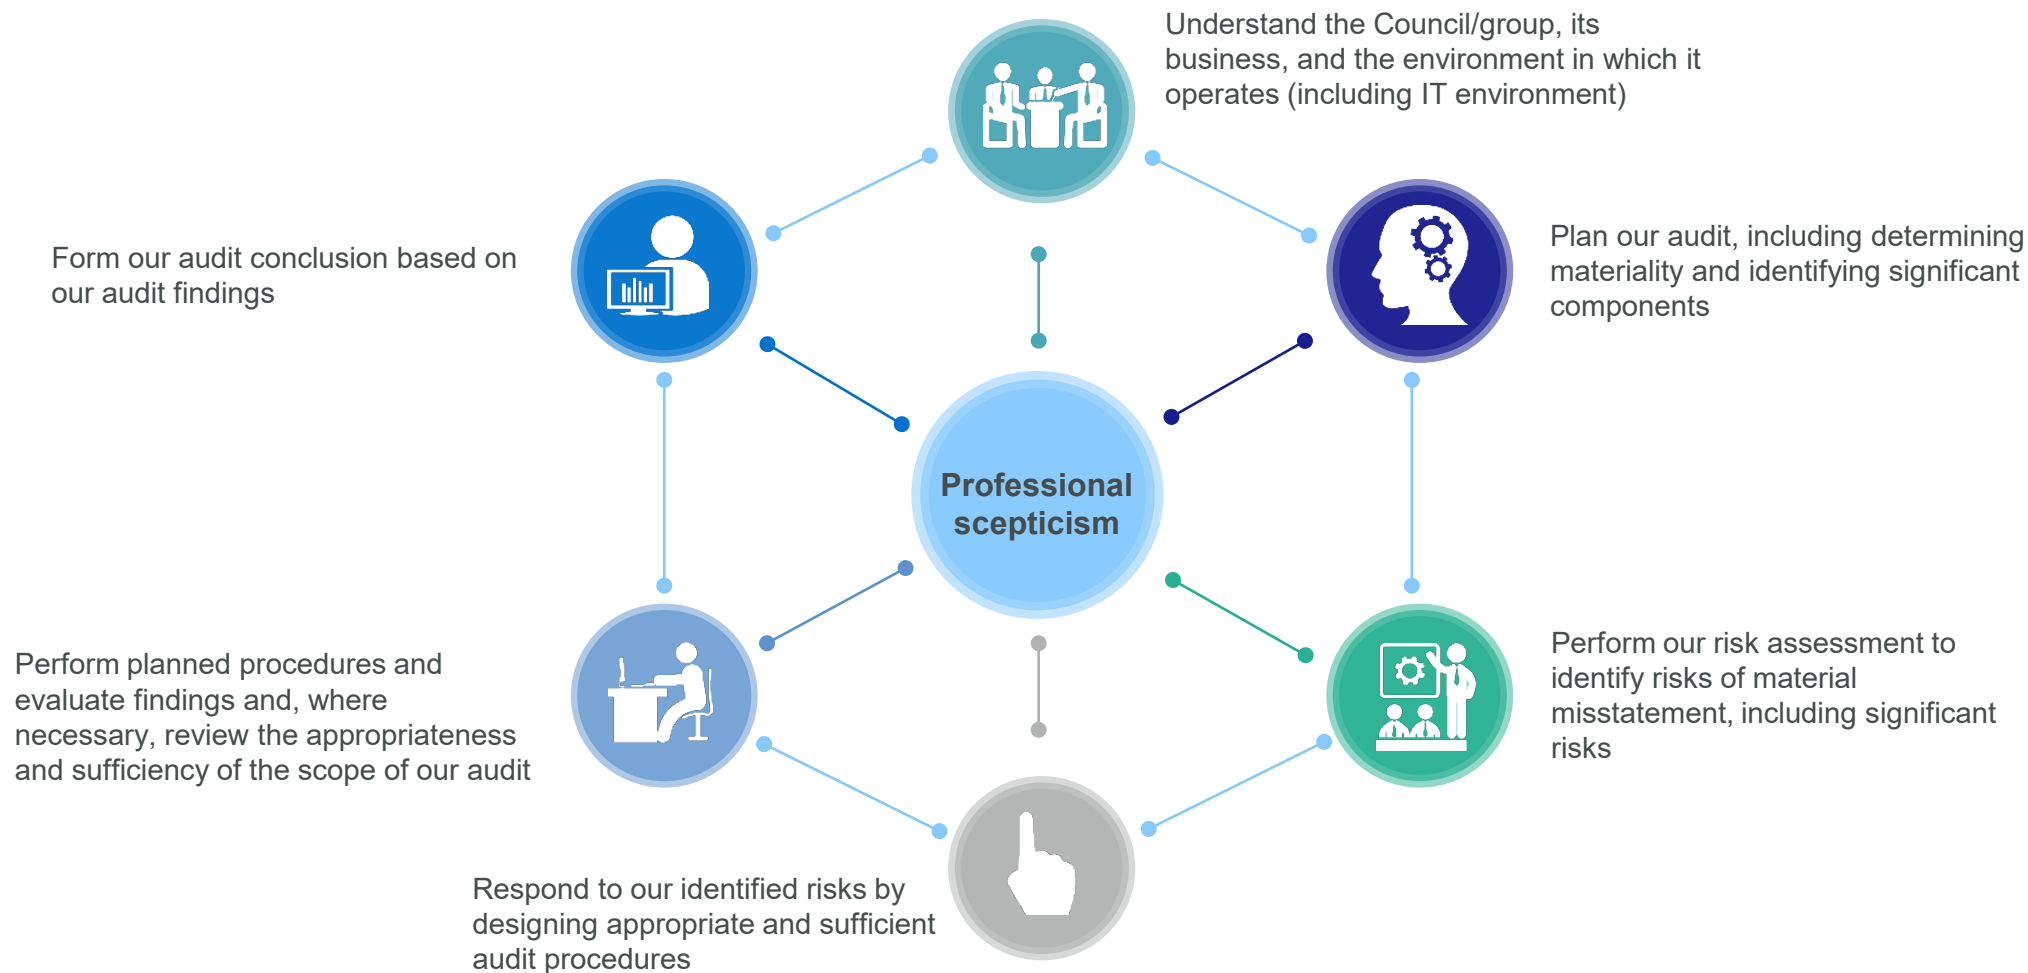 Understand the Council/group, its
business, and the environment in which it
operates (including IT environment)
Plan our audit, including determining
materiality and identifying significant
components
Perform our risk assessment to
identify risks of material
misstatement, including significant
risks
Respond to our identified risks by
designing appropriate and sufficient
audit procedures
Perform planned procedures and
evaluate findings and, where
necessary, review the appropriateness
and sufficiency of the scope of our audit
Form our audit conclusion based on
our audit findings
Professional
scepticism